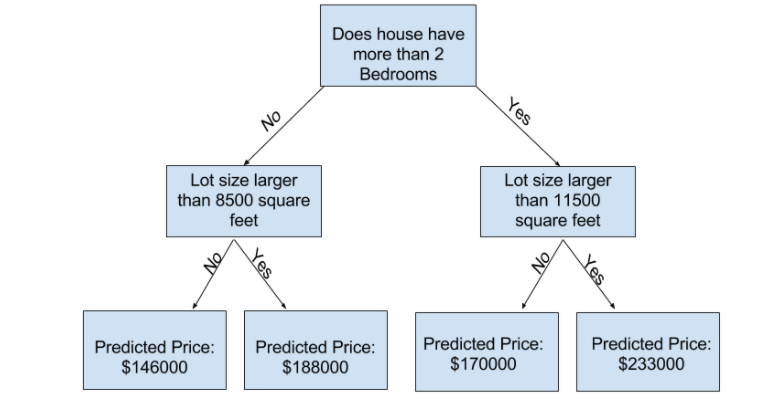 Does house have
more than 2
Bedrooms
No
Yes
Lot size larger
than 8500 square
feet
Lot size larger
than 11500
square feet
No
Yes
No
Yes
Predicted Price:
$146000
Predicted Price:
$188000
Predicted Price:
$170000
Predicted Price:
$233000